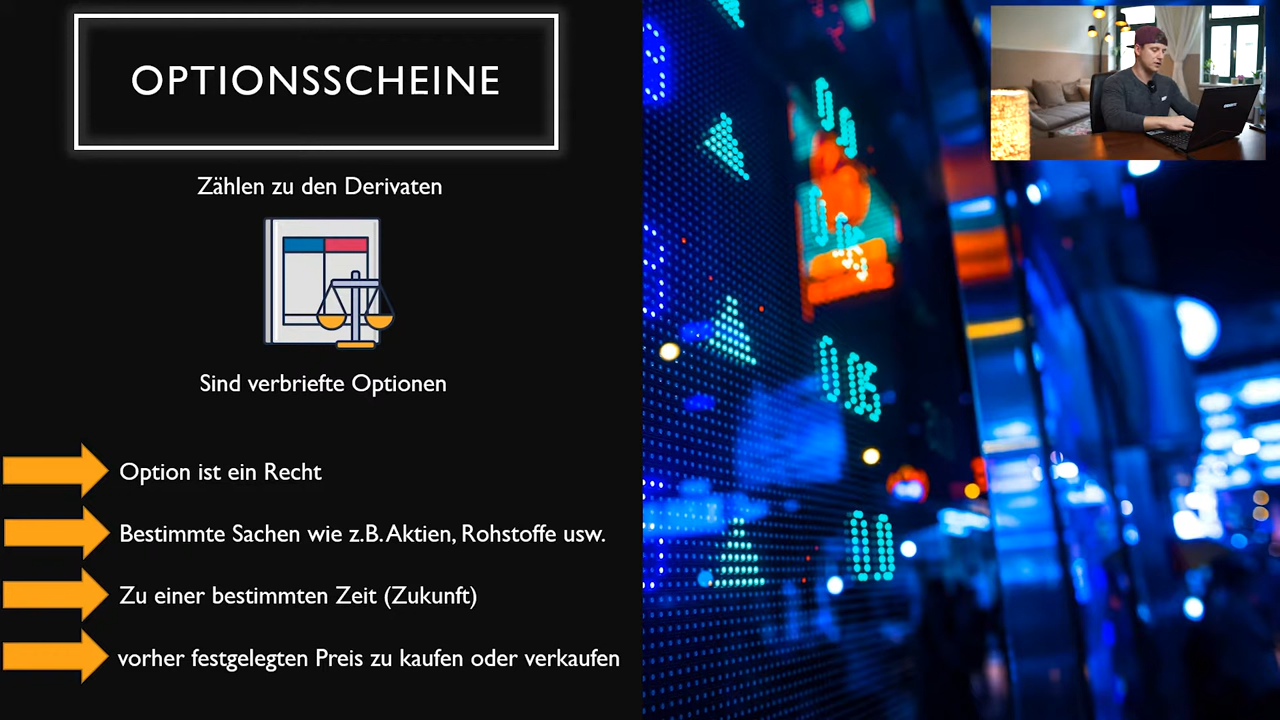 OPTIONSSCHEINE
Zählen zu den Derivaten
Sind verbriefte Optionen
Option ist ein Recht
Bestimmte Sachen wie z.B. Aktien, Rohstoffe usw.
Zu einer bestimmten Zeit (Zukunft)
vorher festgelegten Preis zu kaufen oder verkaufen